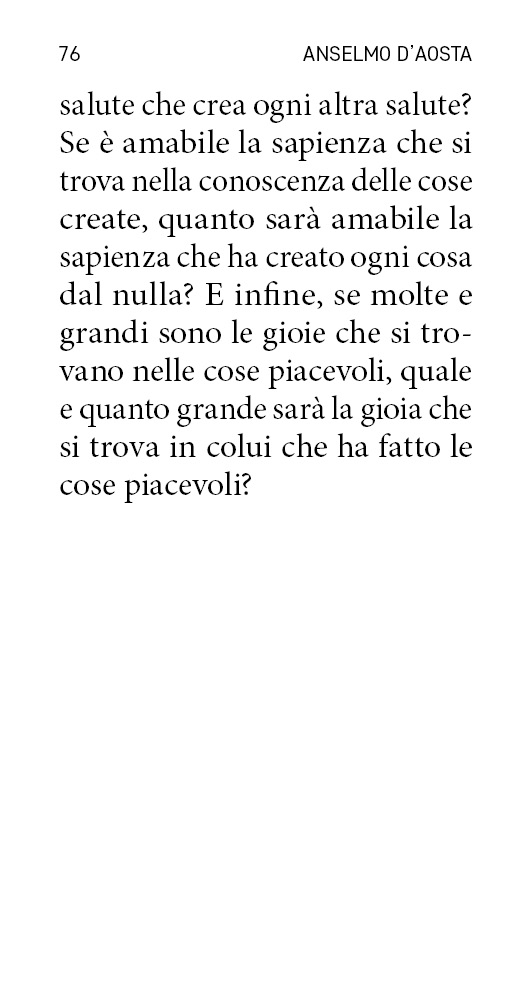 76 ANSELMO D'AOSTA
salute che crea ogni altra salute?
Se è amabile la sapienza che si
trova nella conoscenza delle cose
create, quanto sarà amabile la
sapienza che ha creato ogni cosa
dal nulla? E infine, se molte e
grandi sono le gioie che si tro-
vano nelle cose piacevoli, quale
e quanto grande sarà la gioia che
si trova in colui che ha fatto le
cose piacevoli?